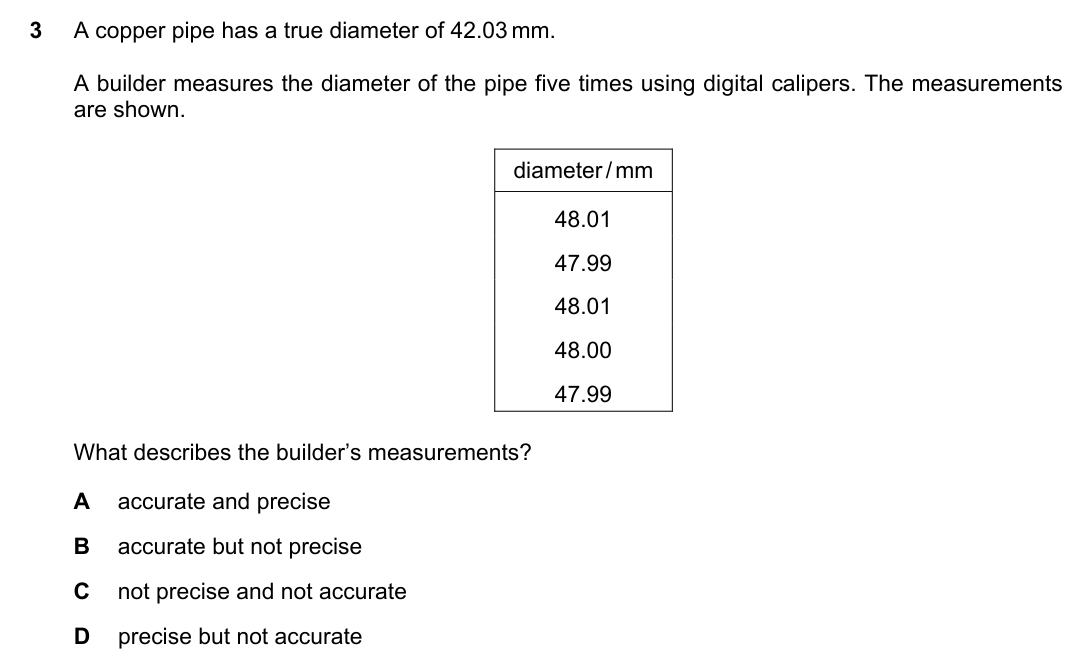 3 A copper pipe has a true diameter of 42.03 mm.
A builder measures the diameter of the pipe five times using digital calipers. The measurements
are shown.
diameter / mm
48.01
47.99
48.01
48.00
47.99
What describes the builder’s measurements?
A accurate and precise
B accurate but not precise
C not precise and not accurate
D precise but not accurate